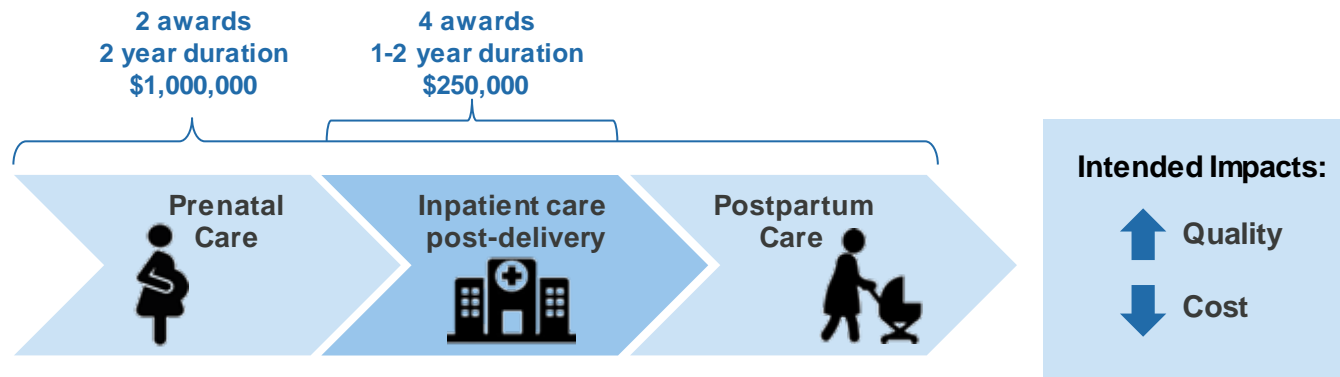 2 awards
2 year duration
$1,000,000
4 awards
1-2 year duration
$250,000
Prenatal
Care
Inpatient care
post-delivery
Postpartum
Care
Intended Impacts:
Quality
Cost